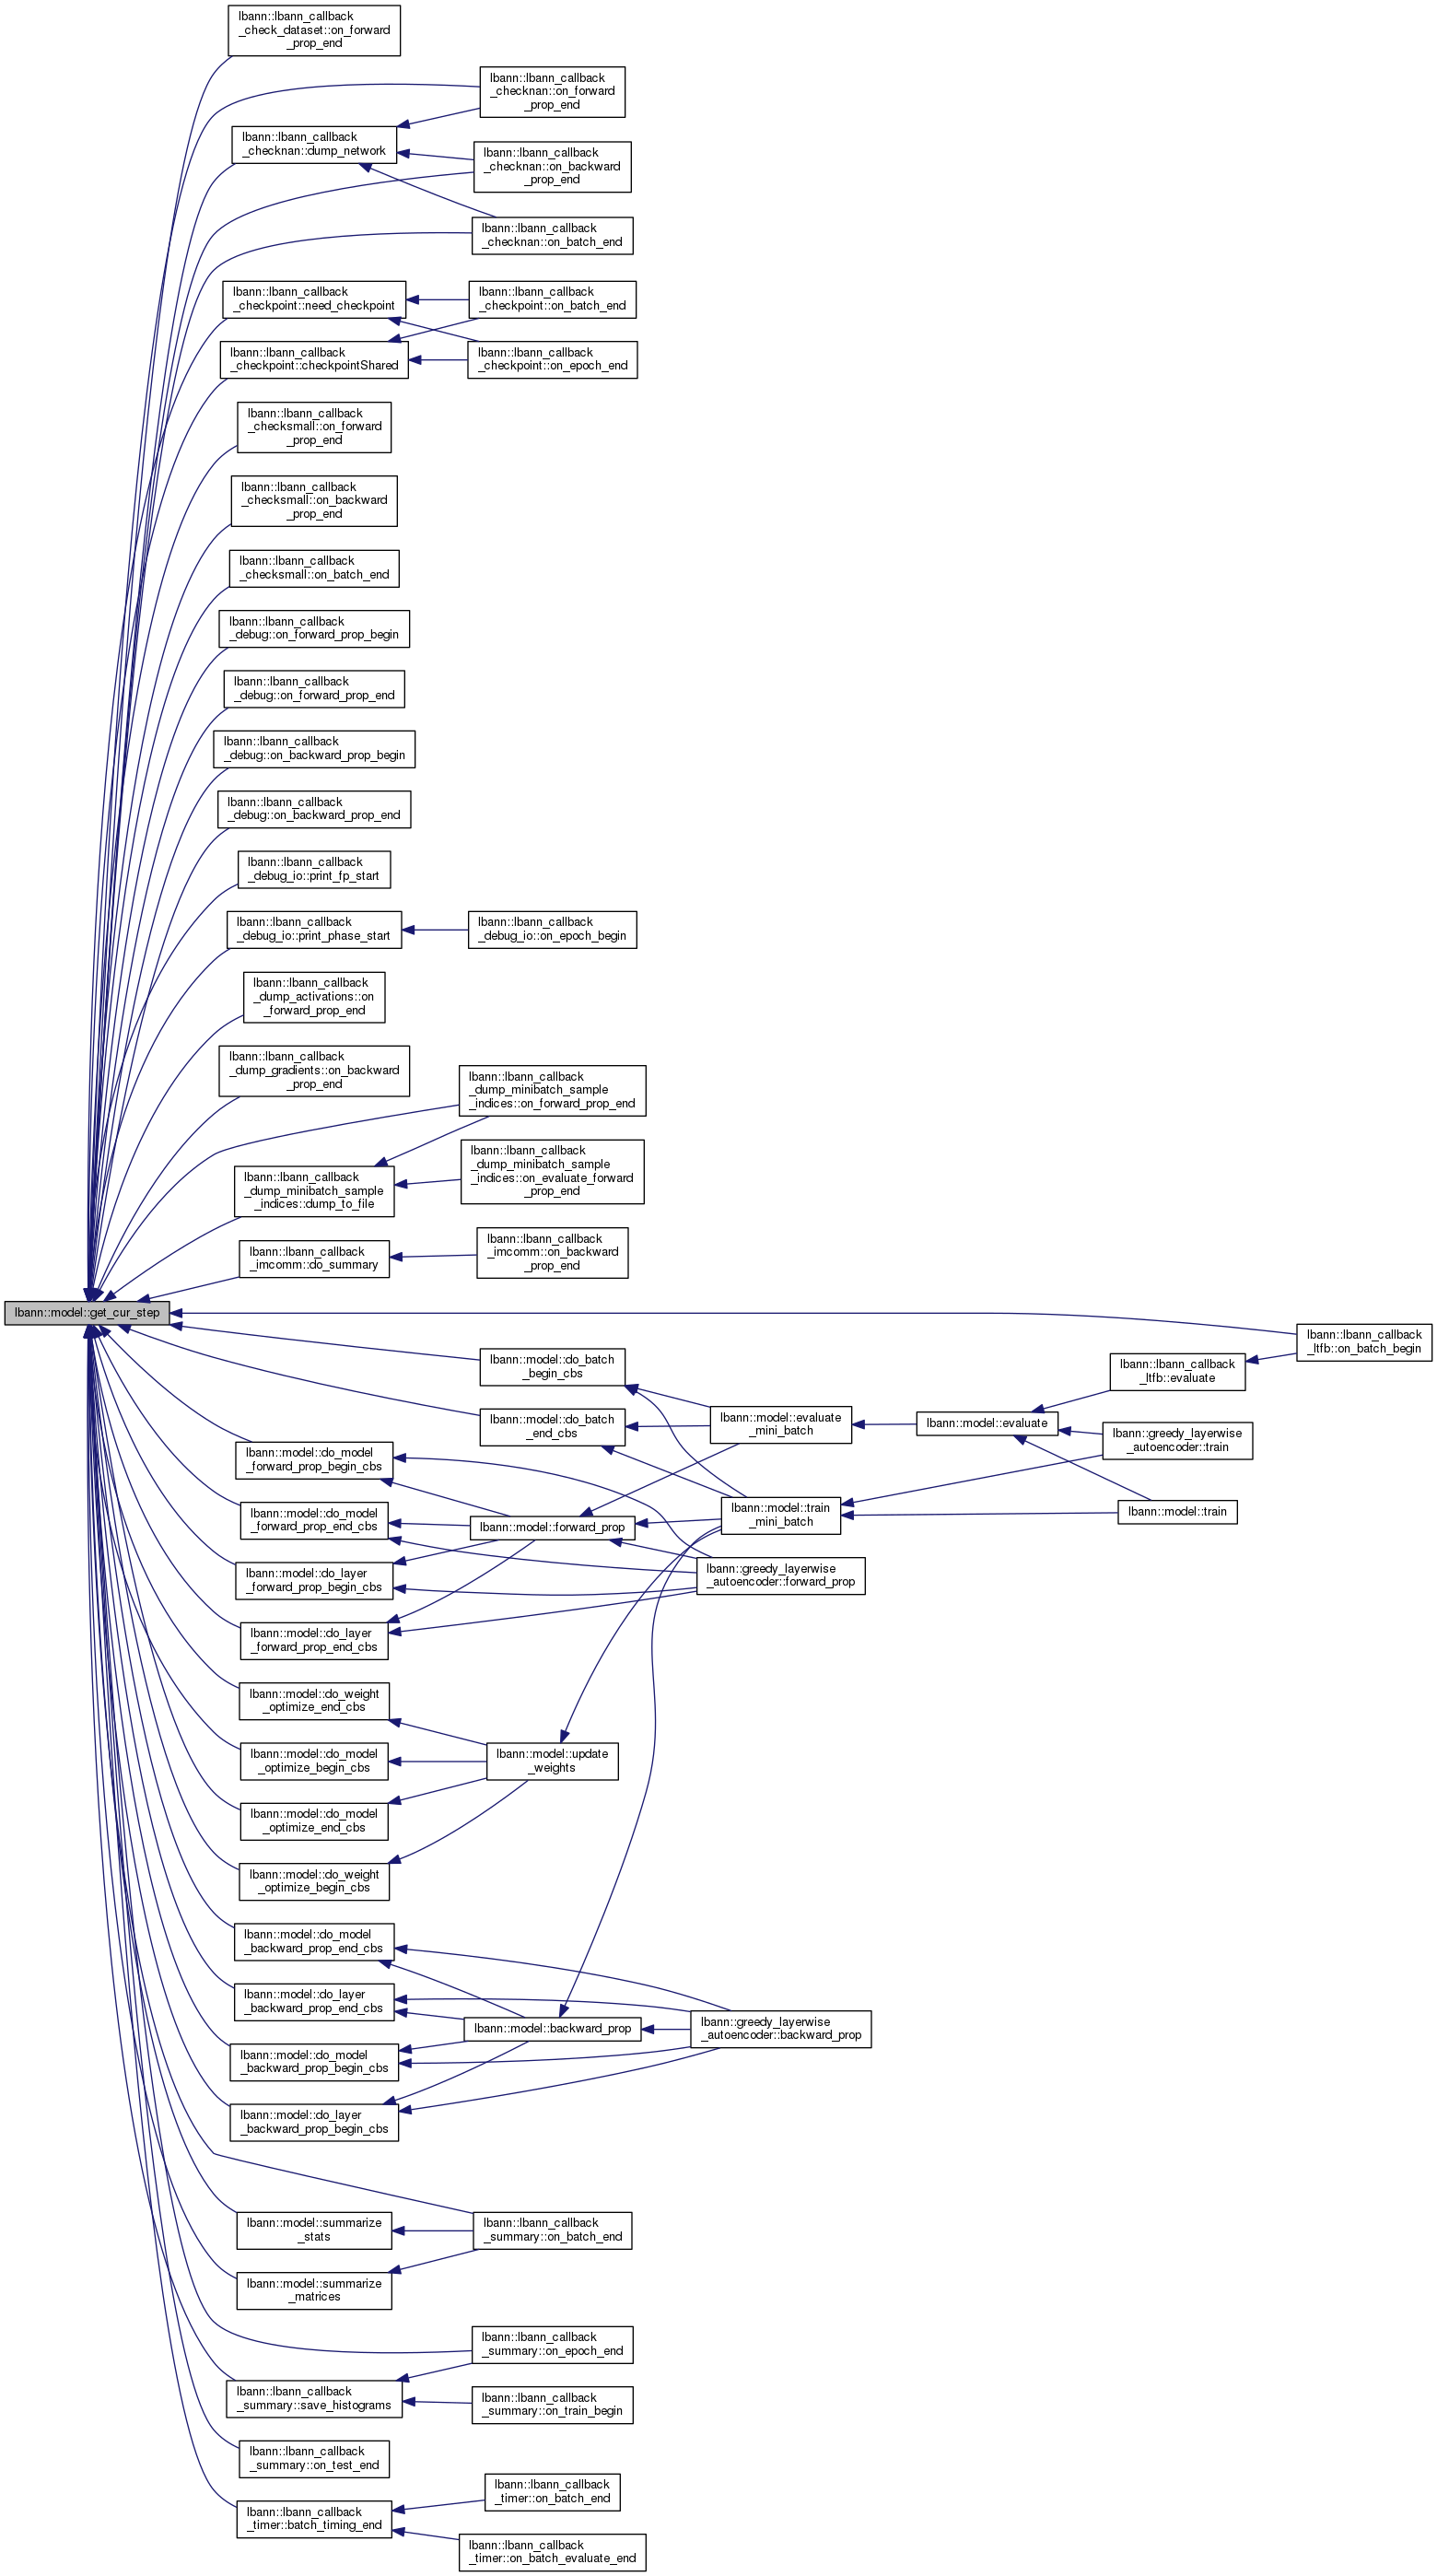 lbann::lbann_callback
_check_dataset::on_forward
_prop_end
lbann::lbann_callback
_checknan::on_forward
_prop_end
lbann::lbann_callback
_checknan::dump_network
lbann::lbann_callback
_checknan::on_backward
_prop_end
lbann::lbann_callback
_checknan::on_batch_end
lbann::lbann_callback
_checkpoint::need_checkpoint
lbann::lbann_callback
_checkpoint::on_batch_end
lbann::lbann_callback
_checkpoint::checkpointShared
lbann::lbann_callback
_checkpoint::on_epoch_end
lbann::lbann_callback
_checksmall::on_forward
_prop_end
lbann::lbann_callback
_checksmall::on_backward
_prop_end
lbann::lbann_callback
_checksmall::on_batch_end
lbann::lbann_callback
_debug::on_forward_prop_begin
lbann::lbann_callback
_debug::on_forward_prop_end
lbann::lbann_callback
_debug::on_backward_prop_begin
lbann::lbann_callback
_debug::on_backward_prop_end
lbann::lbann_callback
_debug_io::print_fp_start
lbann::lbann_callback
_debug_io::print_phase_start
lbann::lbann_callback
_debug_io::on_epoch_begin
lbann::lbann_callback
_dump_activations::on
_forward_prop_end
lbann::lbann_callback
_dump_gradients::on_backward
_prop_end
lbann::lbann_callback
_dump_minibatch_sample
_indices::on_forward_prop_end
lbann::lbann_callback
_dump_minibatch_sample
_indices::dump_to_file
lbann::lbann_callback
_dump_minibatch_sample
_indices::on_evaluate_forward
_prop_end
lbann::lbann_callback
_imcomm::do_summary
lbann::lbann_callback
_imcomm::on_backward
_prop_end
lbann::model::get_cur_step
lbann::lbann_callback
_ltfb::on_batch_begin
lbann::model::do_batch
_begin_cbs
lbann::lbann_callback
_ltfb::evaluate
lbann::model::do_batch
_end_cbs
lbann::model::evaluate
_mini_batch
lbann::model::evaluate
lbann::greedy_layerwise
_autoencoder::train
lbann::model::do_model
_forward_prop_begin_cbs
lbann::model::train
_mini_batch
lbann::model::train
lbann::model::do_model
_forward_prop_end_cbs
lbann::model::forward_prop
lbann::model::do_layer
_forward_prop_begin_cbs
lbann::greedy_layerwise
_autoencoder::forward_prop
lbann::model::do_layer
_forward_prop_end_cbs
lbann::model::do_weight
_optimize_end_cbs
lbann::model::do_model
_optimize_begin_cbs
lbann::model::update
_weights
lbann::model::do_model
_optimize_end_cbs
lbann::model::do_weight
_optimize_begin_cbs
lbann::model::do_model
_backward_prop_end_cbs
lbann::model::do_layer
_backward_prop_end_cbs
lbann::model::backward_prop
lbann::greedy_layerwise
_autoencoder::backward_prop
lbann::model::do_model
_backward_prop_begin_cbs
lbann::model::do_layer
_backward_prop_begin_cbs
lbann::model::summarize
_stats
lbann::lbann_callback
_summary::on_batch_end
lbann::model::summarize
_matrices
lbann::lbann_callback
_summary::on_epoch_end
lbann::lbann_callback
_summary::save_histograms
lbann::lbann_callback
_summary::on_train_begin
lbann::lbann_callback
_summary::on_test_end
lbann::lbann_callback
_timer::on_batch_end
lbann::lbann_callback
_timer::batch_timing_end
lbann::lbann_callback
_timer::on_batch_evaluate_end